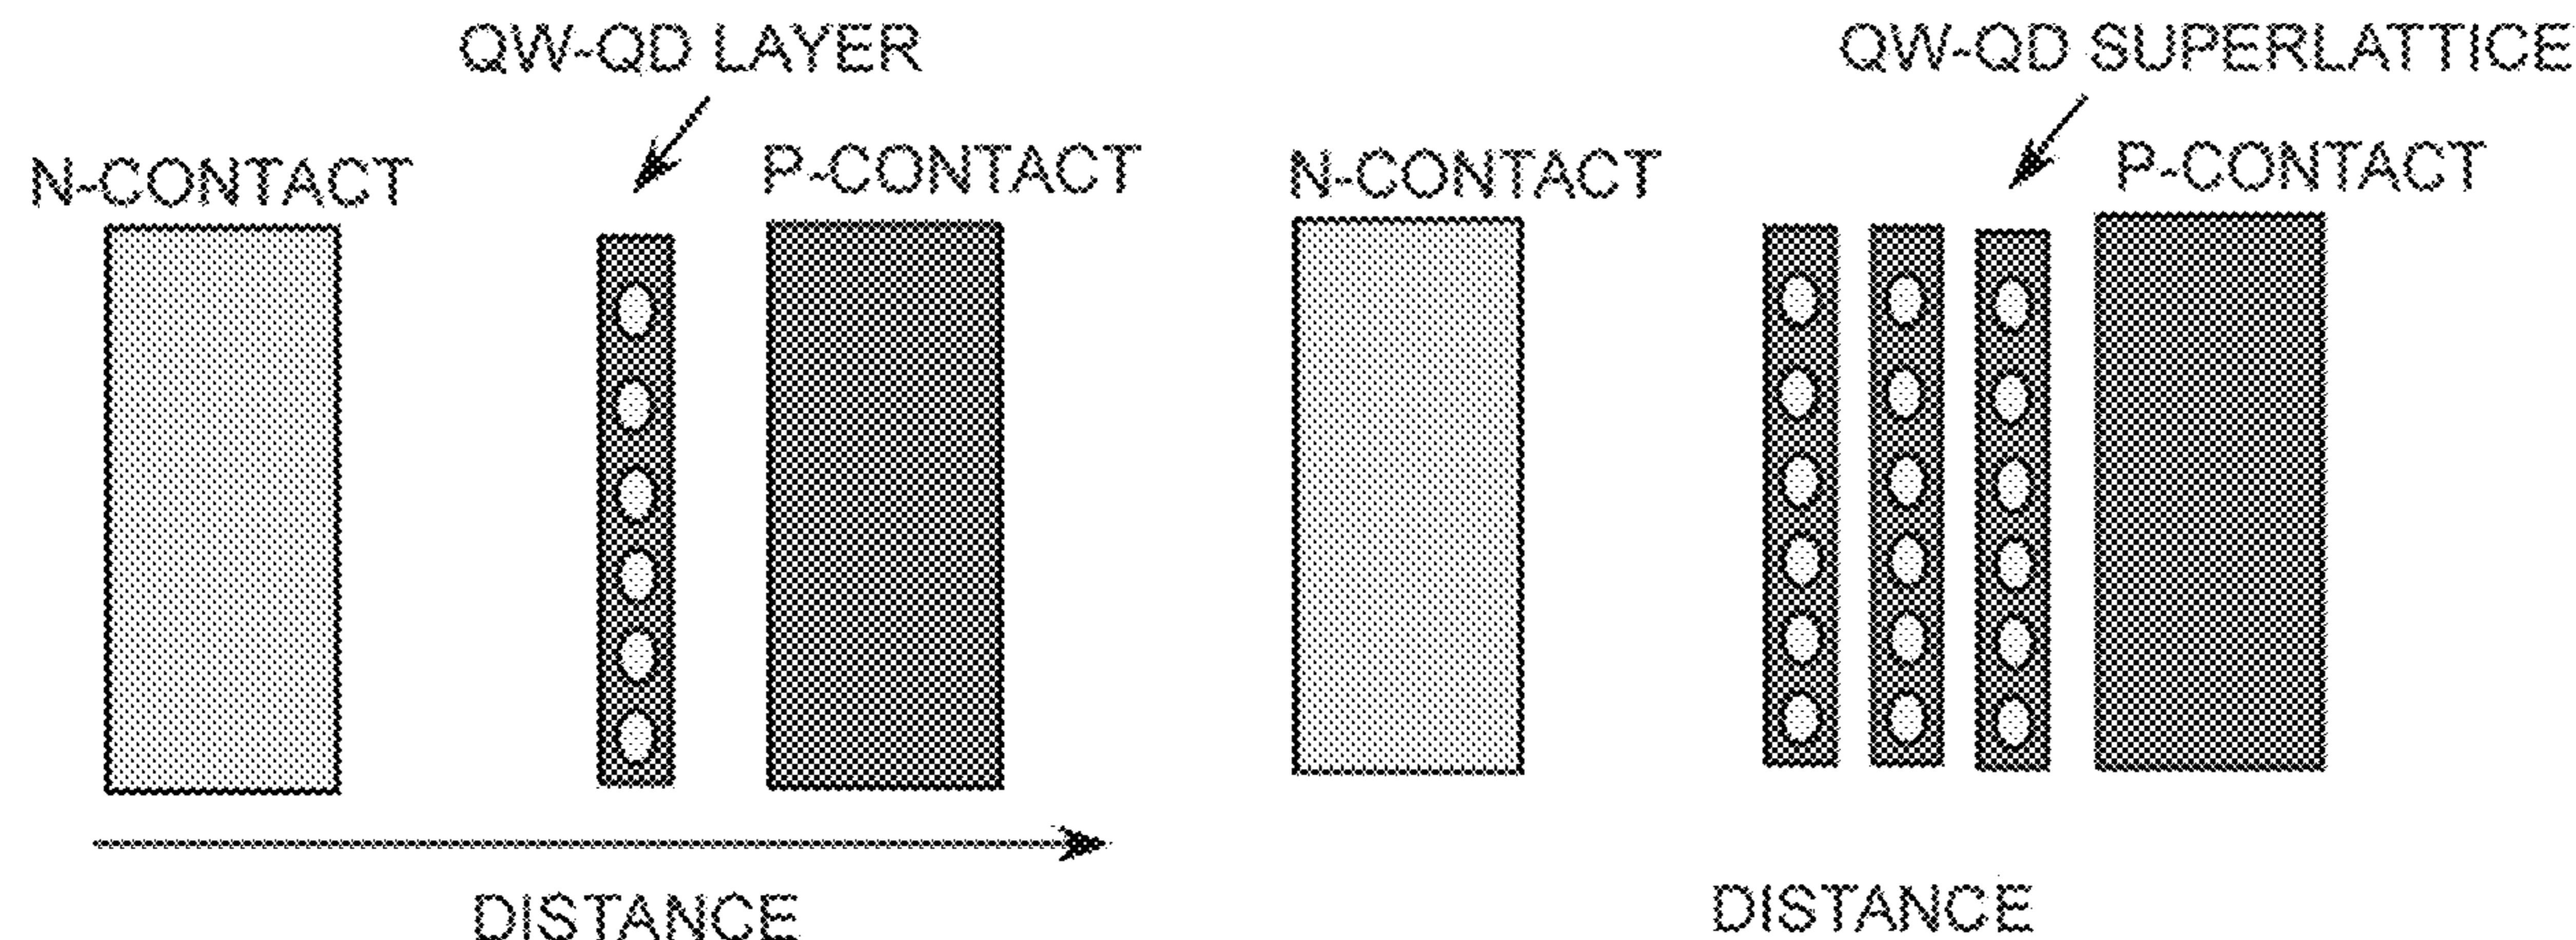 QW-QD LAYER
N-CONTACT
P-CONTACT
DISTANCE
QW-QD SUPERLATTICE
N-CONTACT
P-CONTACT
DISTANCE